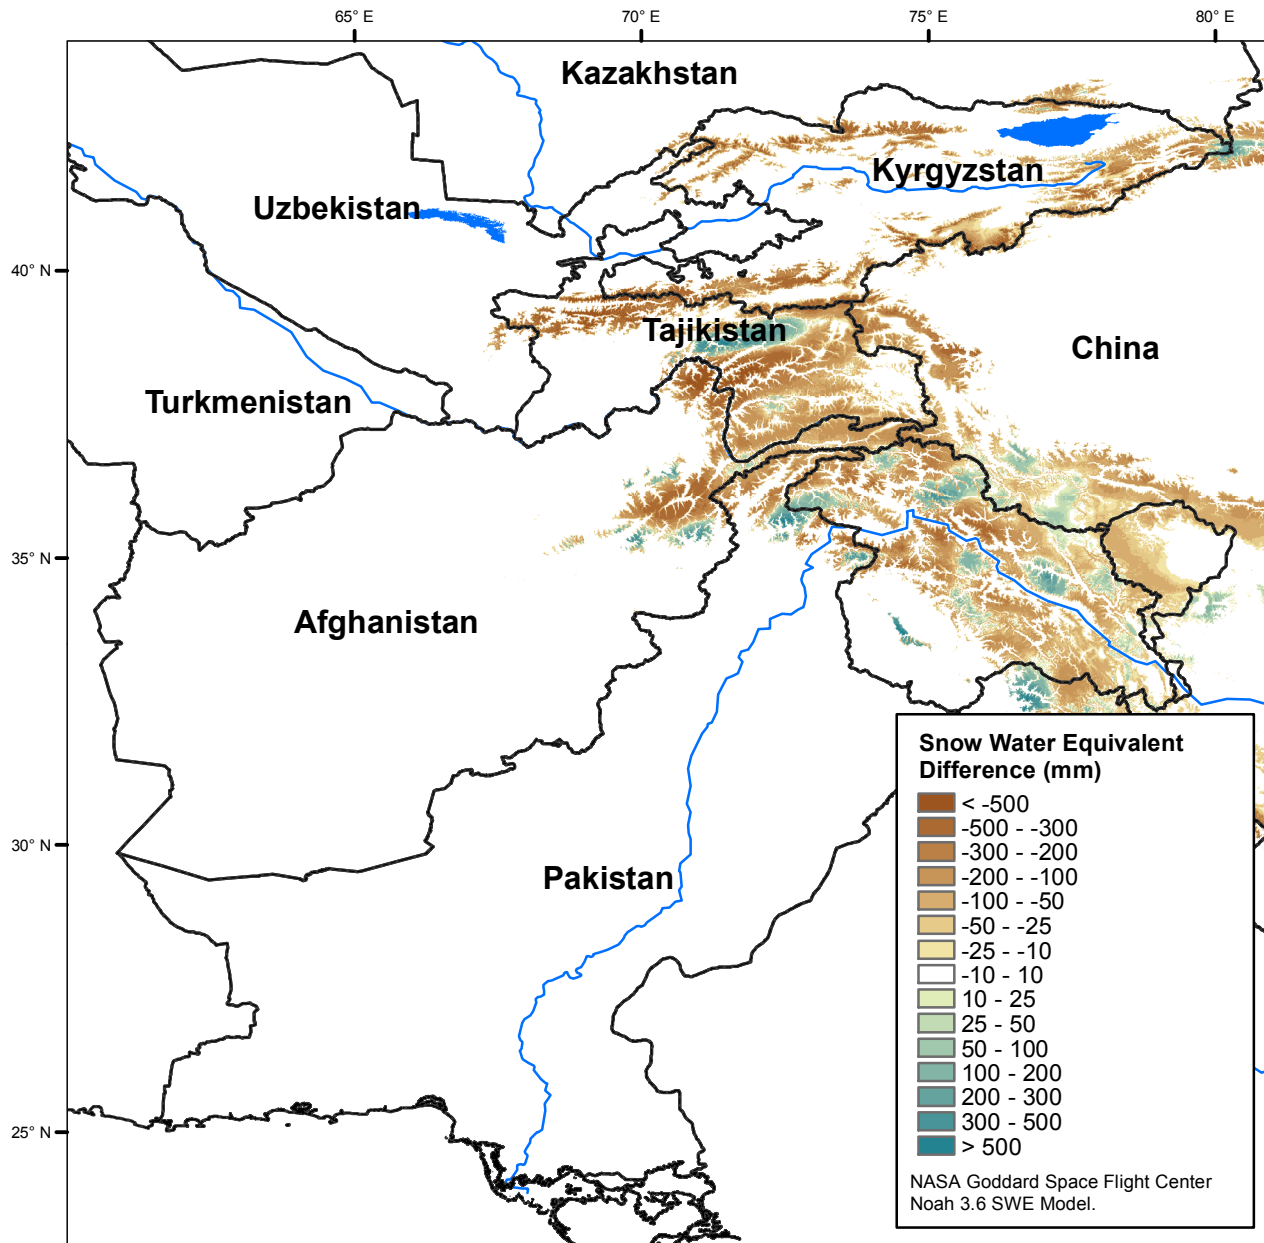 65° E
70° E
75° E
80° E
Kazakhstan
Kyrgyzstan
Uzbekistan
40° N
Tajikistan
China
Turkmenistan
35° N
Afghanistan
30° N
Pakistan
25° N
Snow Water Equivalent
Difference (mm)
< -500
-500 - -300
-300 - -200
-200 - -100
-100 - -50
-50 - -25
-25 - -10
-10 - 10
10 - 25
25 - 50
50 - 100
100 - 200
200 - 300
300 - 500
> 500
NASA Goddard Space Flight Center
Noah 3.6 SWE Model.